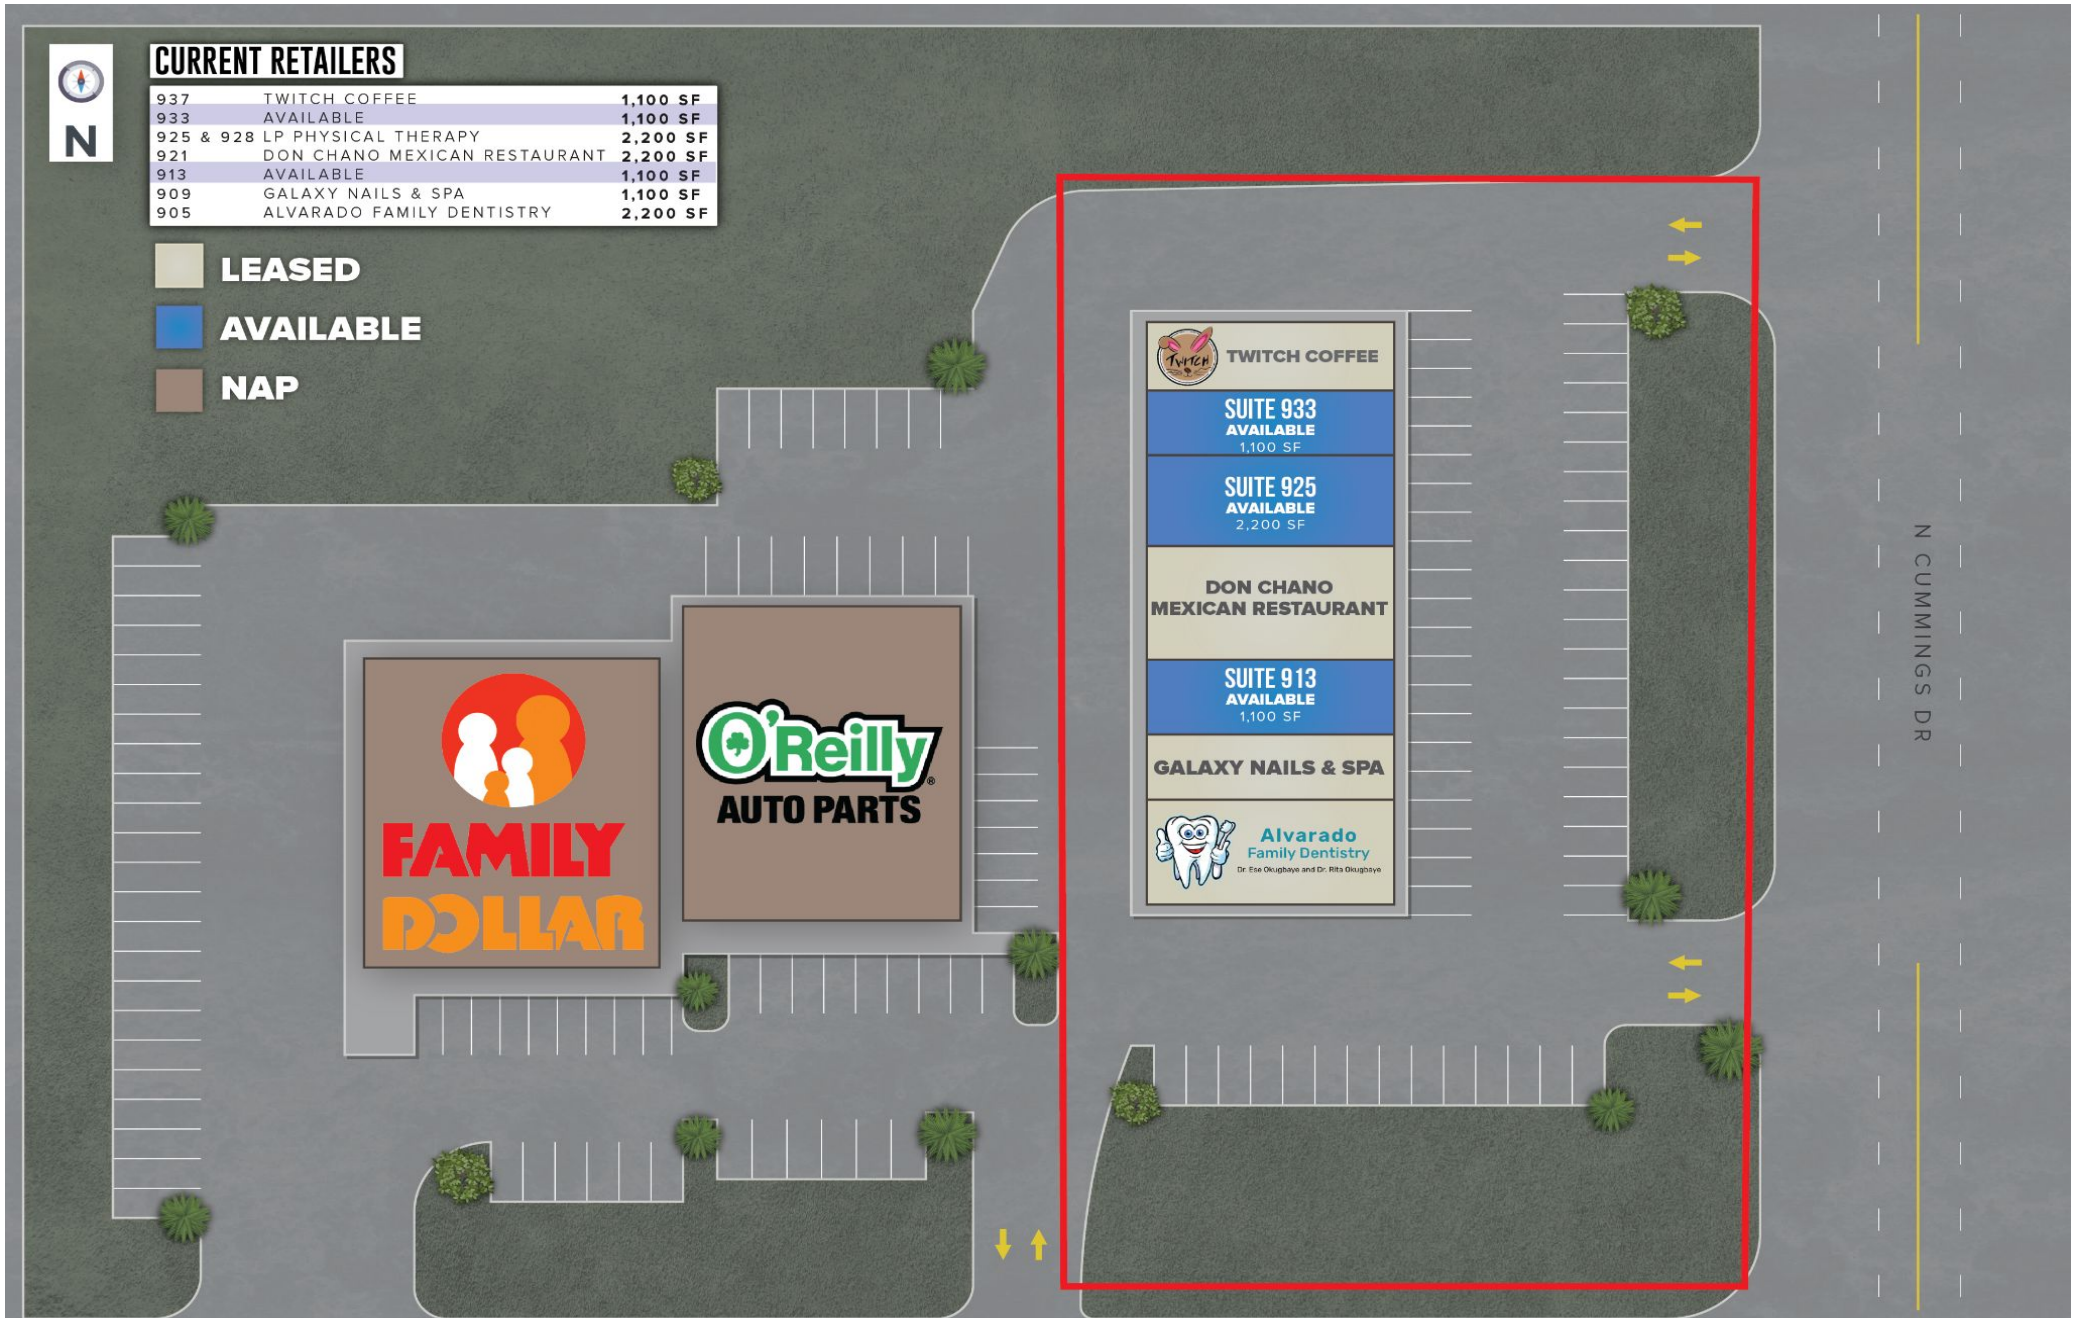 CURRENT RETAILERS
937 TWITCH COFFEE 1,100 SF
933 AVAILABLE 1,100 SF
925 & 928 LP PHYSICAL THERAPY 2,200 SF
921 DON CHANO MEXICAN RESTAURANT 2,200 SF
913 AVAILABLE 1,100 SF
909 GALAXY NAILS & SPA 1,100 SF
905 ALVARADO FAMILY DENTISTRY 2,200 SF
N
LEASED
AVAILABLE
NAP
TWITCH
TWITCH COFFEE
SUITE 933
AVAILABLE
1,100 SF
SUITE 925
AVAILABLE
2,200 SF
DON CHANO
MEXICAN RESTAURANT
SUITE 913
AVAILABLE
1,100 SF
GALAXY NAILS & SPA
Alvarado
Family Dentistry
Dr. Ese Okugbaye and Dr. Rita Okugbaye
FAMILY
DOLLAR
O'Reilly®
AUTO PARTS
N CUMMINGS DR